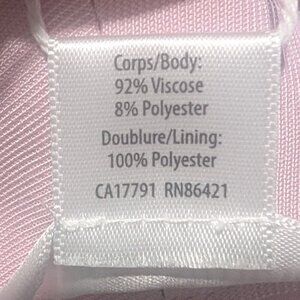 Corps/Body:
92% Viscose
8% Polyester
Doublure/Lining:
100% Polyester
CA17791 RN86421